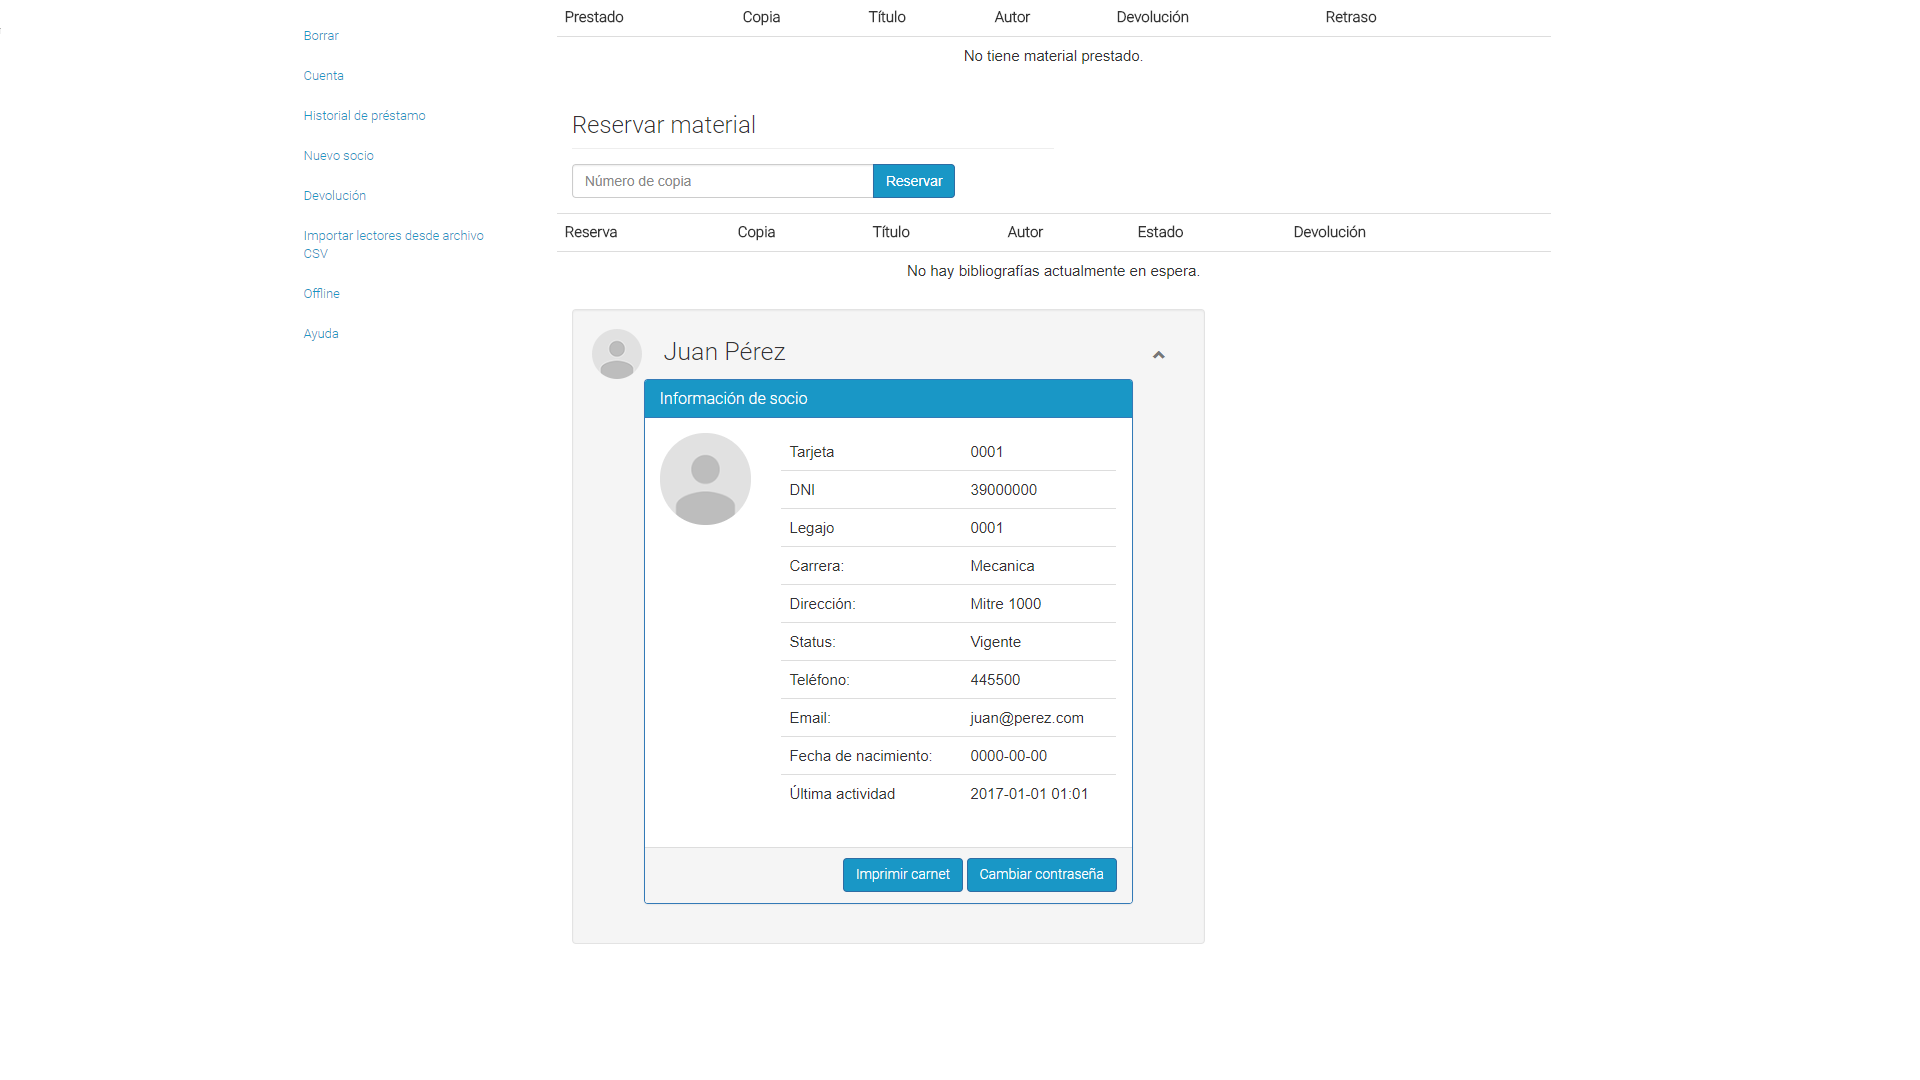 Borrar
Cuenta
Historial de préstamo
Nuevo socio
Devolución
Importar lectores desde archivo
CSV
Offline
Ayuda
Prestado Copia Título Autor Devolución Retraso
No tiene material prestado.
Reservar material
Número de copia Reservar
Reserva Copia Título Autor Estado Devolución
No hay bibliografías actualmente en espera.
Juan Pérez
Información de socio
Tarjeta 0001
DNI 39000000
Legajo 0001
Carrera: Mecanica
Dirección: Mitre 1000
Status: Vigente
Teléfono: 445500
Email: juan@perez.com
Fecha de nacimiento: 0000-00-00
Última actividad 2017-01-01 01:01
Imprimir carnet Cambiar contraseña